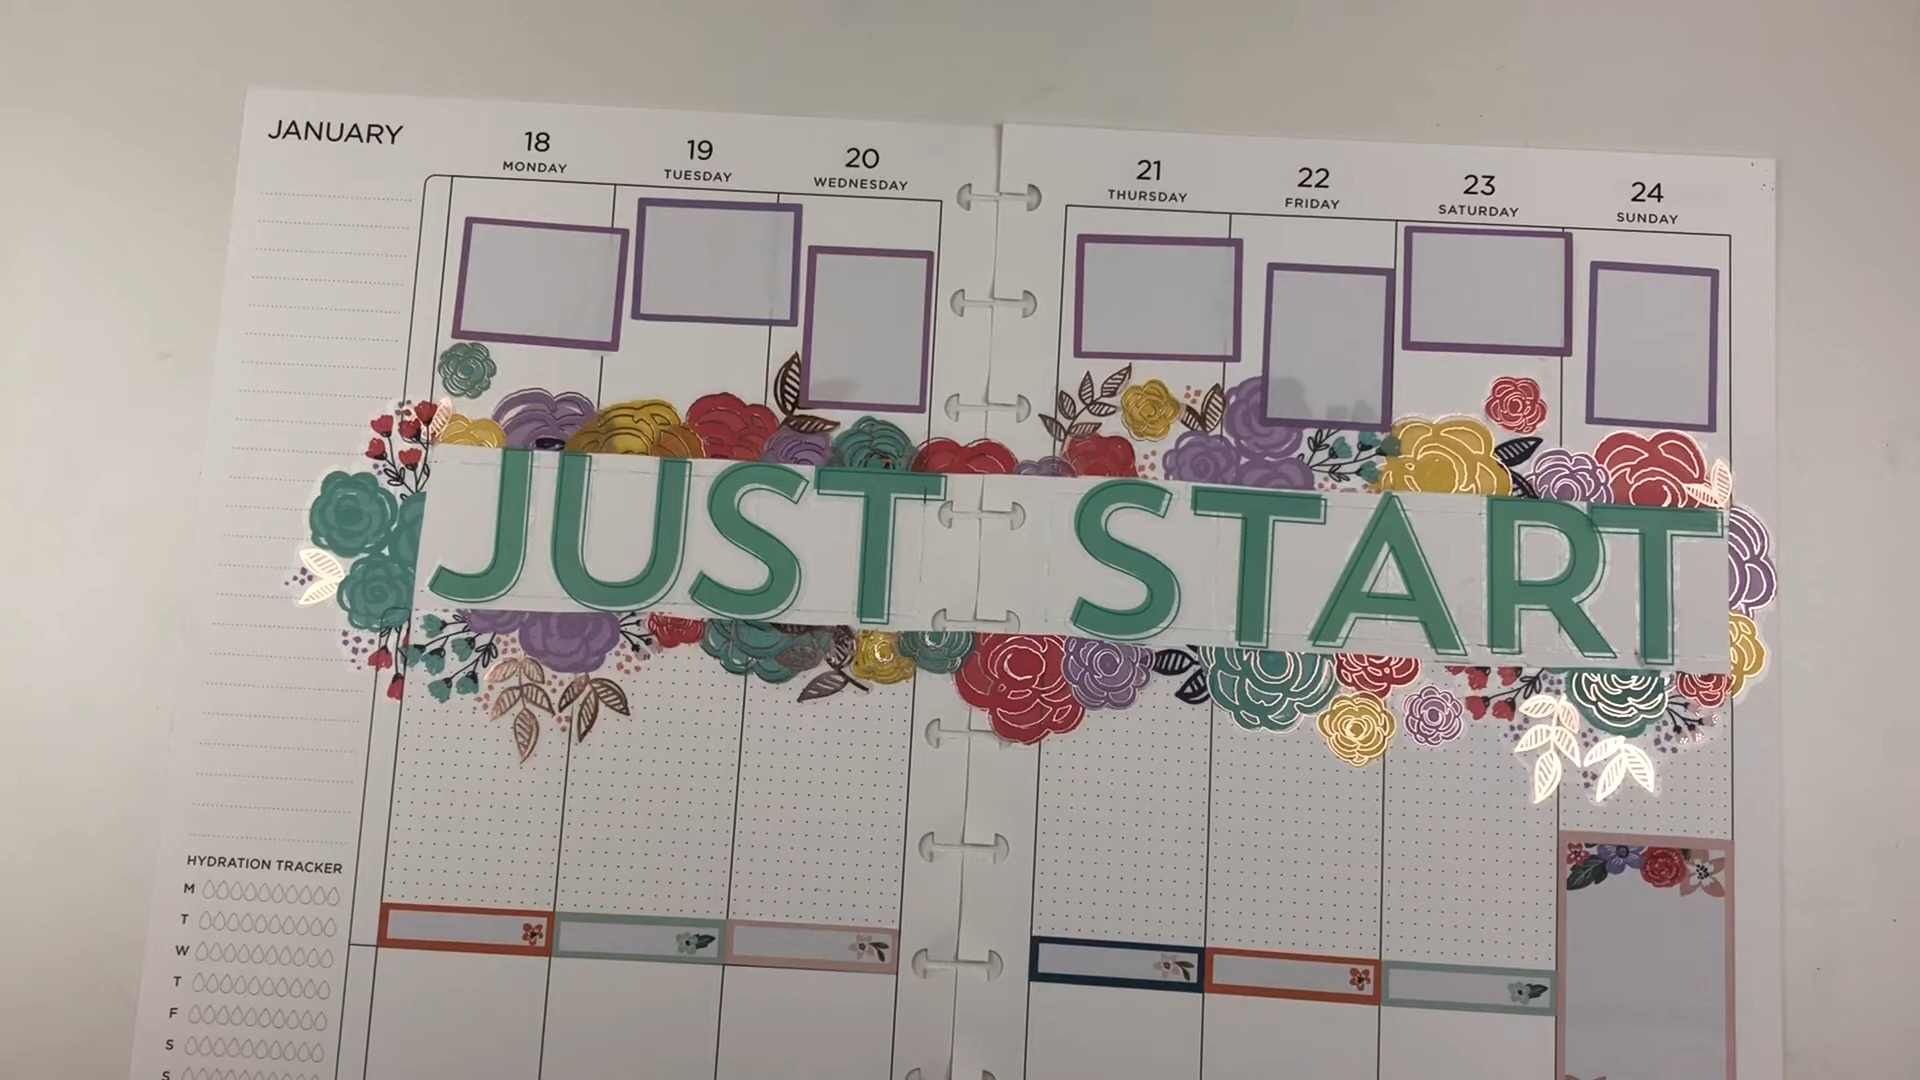 JANUARY
18
MONDAY
19
TUESDAY
20
WEDNESDAY
21
THURSDAY
22
FRIDAY
23
SATURDAY
24
SUNDAY
JUST START
HYDRATION TRACKER
M
T
W
T
F
S
S